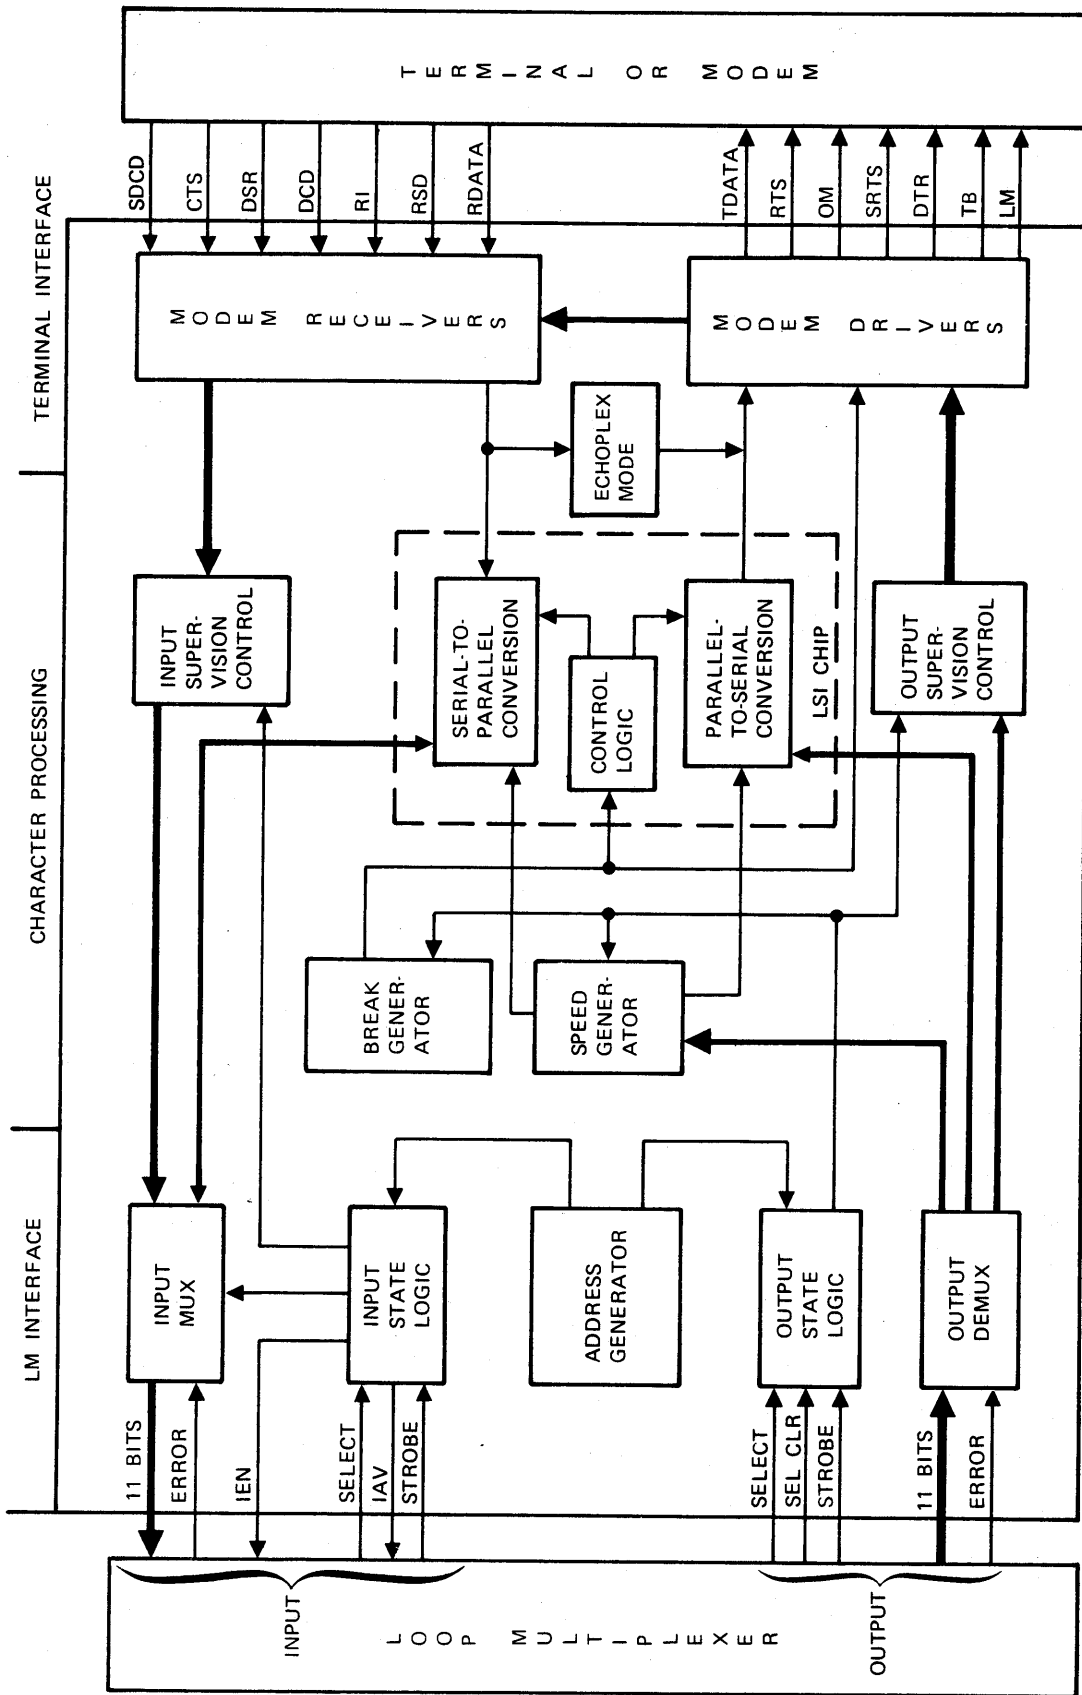 LM INTERFACE
CHARACTER PROCESSING
TERMINAL INTERFACE
LOOP MULTIPLEXER
INPUT
OUTPUT
11 BITS
ERROR
IEN
SELECT
IAV
STROBE
SELECT
SEL CLR
STROBE
11 BITS
ERROR
INPUT
MUX
INPUT
STATE
LOGIC
ADDRESS
GENERATOR
OUTPUT
STATE
LOGIC
OUTPUT
DEMUX
BREAK
GENER-
ATOR
SPEED
GENER-
ATOR
INPUT
SUPER-
VISION
CONTROL
SERIAL-TO-
PARALLEL
CONVERSION
CONTROL
LOGIC
PARALLEL-
TO-SERIAL
CONVERSION
LSI CHIP
OUTPUT
SUPER-
VISION
CONTROL
ECHOPLEX
MODE
MODEM RECEIVERS
MODEM DRIVERS
SDCD
CTS
DSR
DCD
RI
RSD
RDATA
TDATA
RTS
OM
SRTS
DTR
TB
LM
TERMINAL OR MODEM